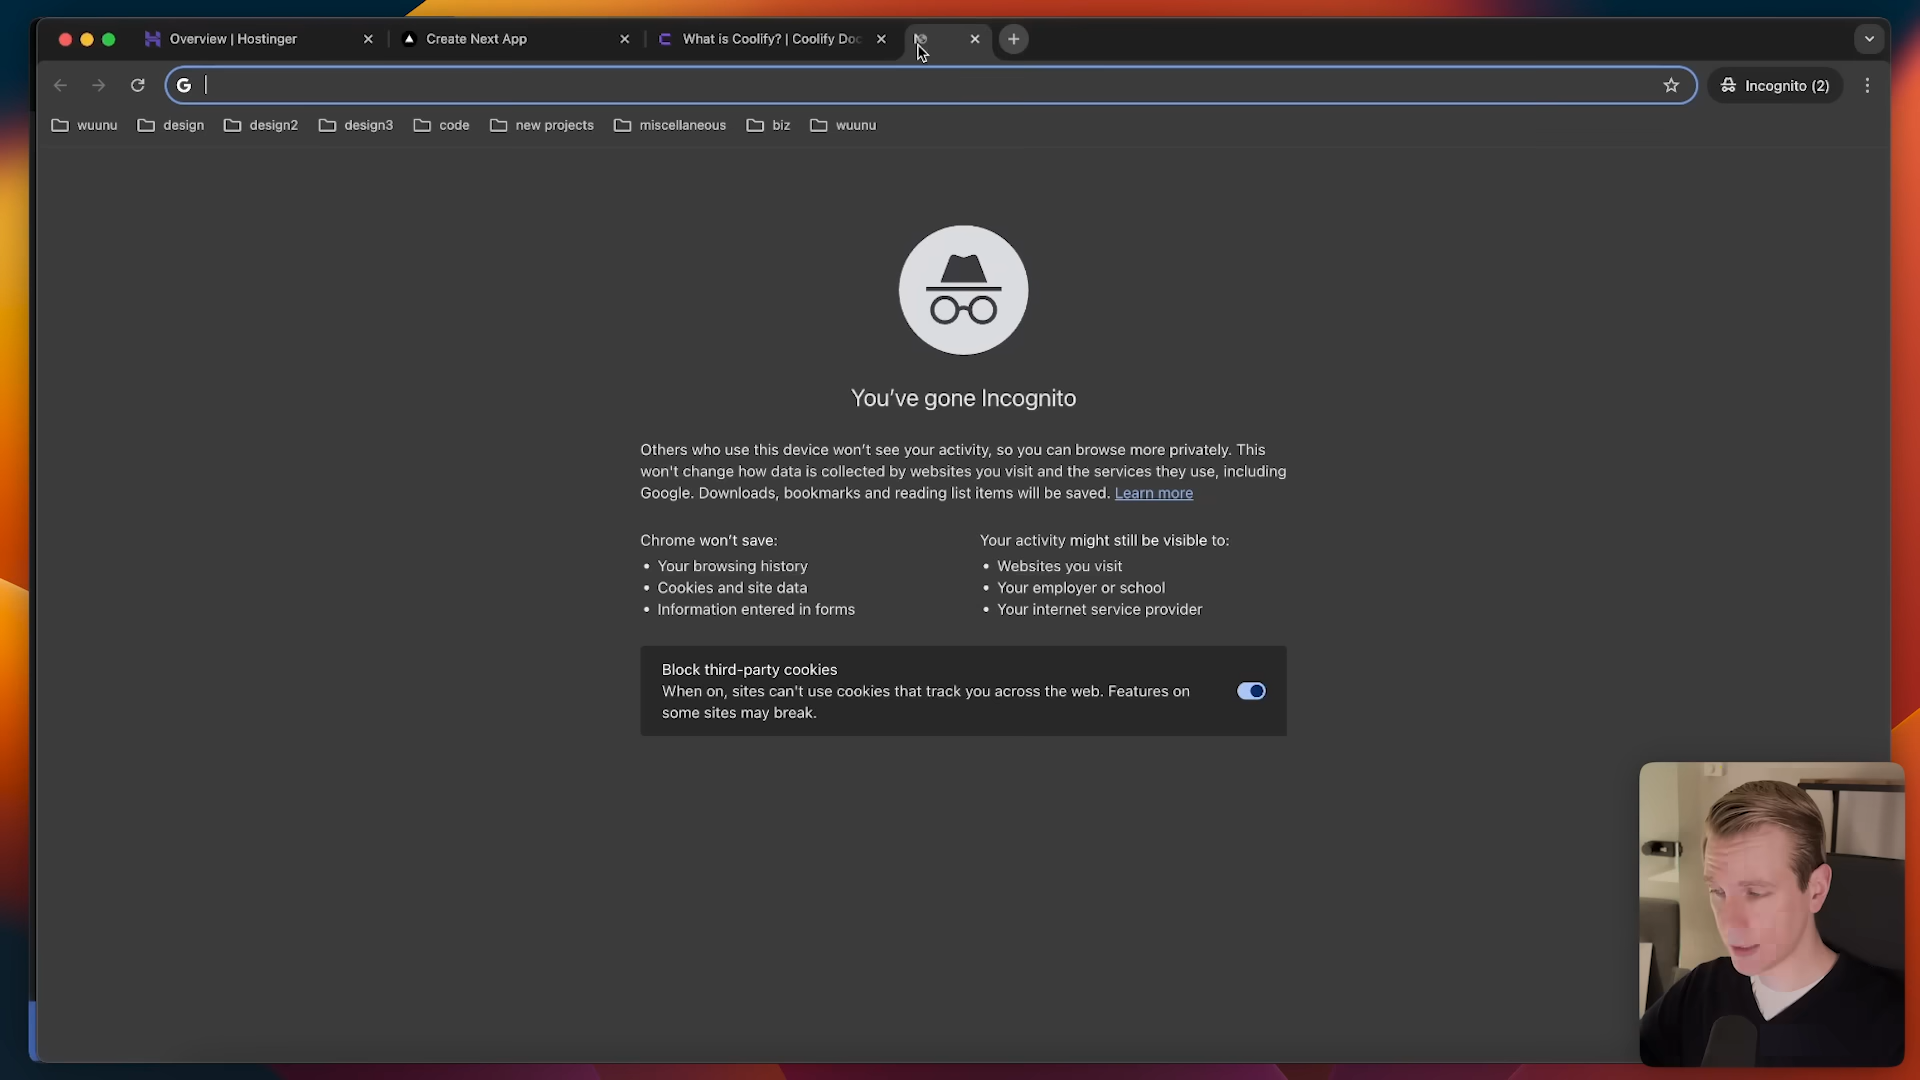 Overview | Hostinger
Create Next App
What is Coolify? | Coolify Doc
Incognito (2)
wuunu
design
design2
design3
code
new projects
miscellaneous
biz
wuunu
You've gone Incognito
Others who use this device won't see your activity, so you can browse more privately. This
won't change how data is collected by websites you visit and the services they use, including
Google. Downloads, bookmarks and reading list items will be saved. Learn more
Chrome won't save:
• Your browsing history
• Cookies and site data
• Information entered in forms
Your activity might still be visible to:
• Websites you visit
• Your employer or school
• Your internet service provider
Block third-party cookies
When on, sites can't use cookies that track you across the web. Features on
some sites may break.